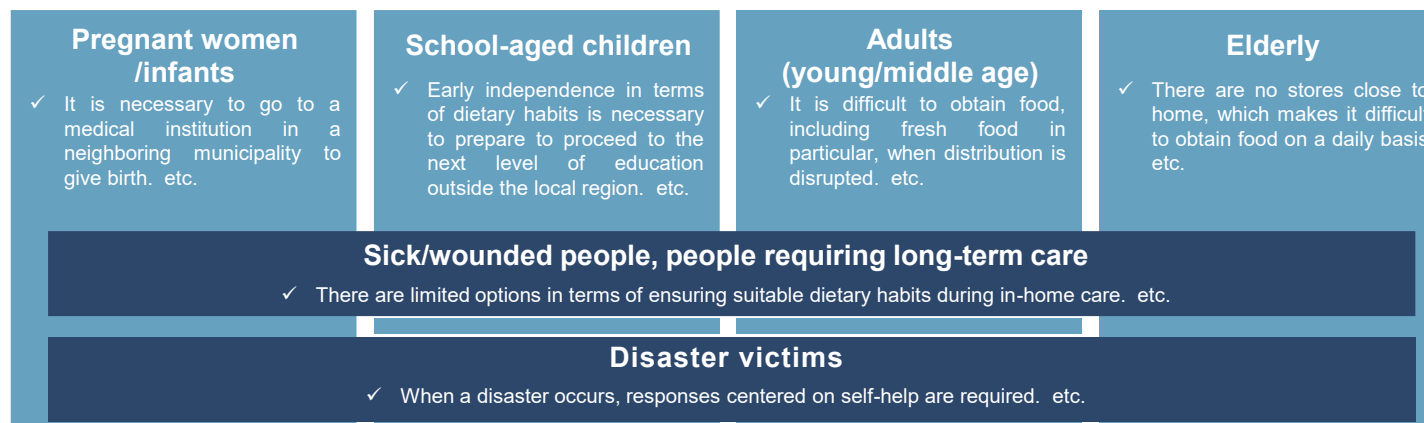 Pregnant women
/infants
✓ It is necessary to go to a
medical institution in a
neighboring municipality to
give birth. etc.
School-aged children
✓ Early independence in terms
of dietary habits is necessary
to prepare to proceed to the
next level of education
outside the local region. etc.
Adults
(young/middle age)
✓ It is difficult to obtain food,
including fresh food in
particular, when distribution is
disrupted. etc.
Elderly
✓ There are no stores close to
home, which makes it difficult
to obtain food on a daily basis
etc.
Sick/wounded people, people requiring long-term care
✓ There are limited options in terms of ensuring suitable dietary habits during in-home care. etc.
Disaster victims
✓ When a disaster occurs, responses centered on self-help are required. etc.